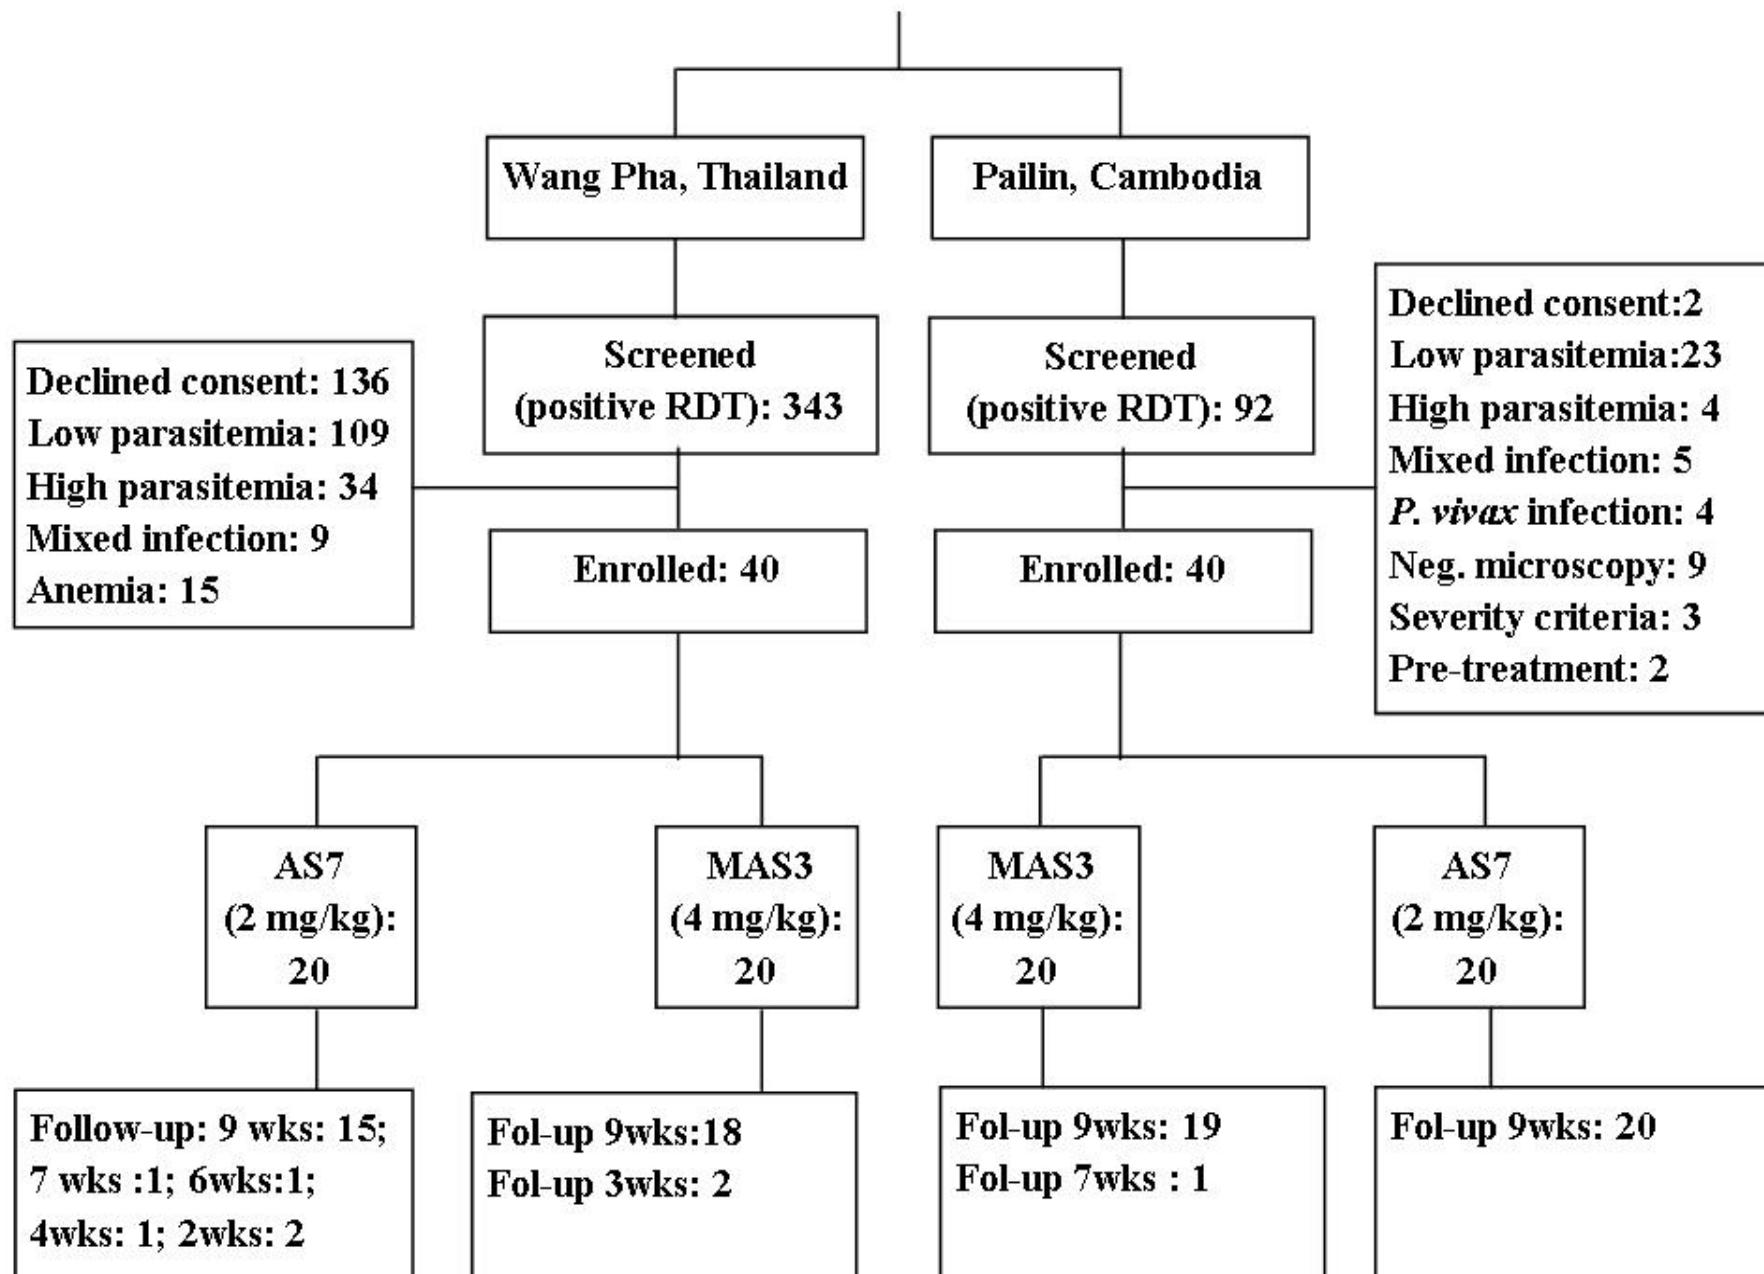 Wang Pha, Thailand
Pailin, Cambodia
Screened
(positive RDT): 343
Screened
(positive RDT): 92
Declined consent: 136
Low parasitemia: 109
High parasitemia: 34
Mixed infection: 9
Anemia: 15
Declined consent:2
Low parasitemia:23
High parasitemia: 4
Mixed infection: 5
P. vivax infection: 4
Neg. microscopy: 9
Severity criteria: 3
Pre-treatment: 2
Enrolled: 40
Enrolled: 40
AS7
(2 mg/kg):
20
MAS3
(4 mg/kg):
20
MAS3
(4 mg/kg):
20
AS7
(2 mg/kg):
20
Follow-up: 9 wks: 15;
7 wks :1; 6wks:1;
4wks: 1; 2wks: 2
Fol-up 9wks:18
Fol-up 3wks: 2
Fol-up 9wks: 19
Fol-up 7wks : 1
Fol-up 9wks: 20